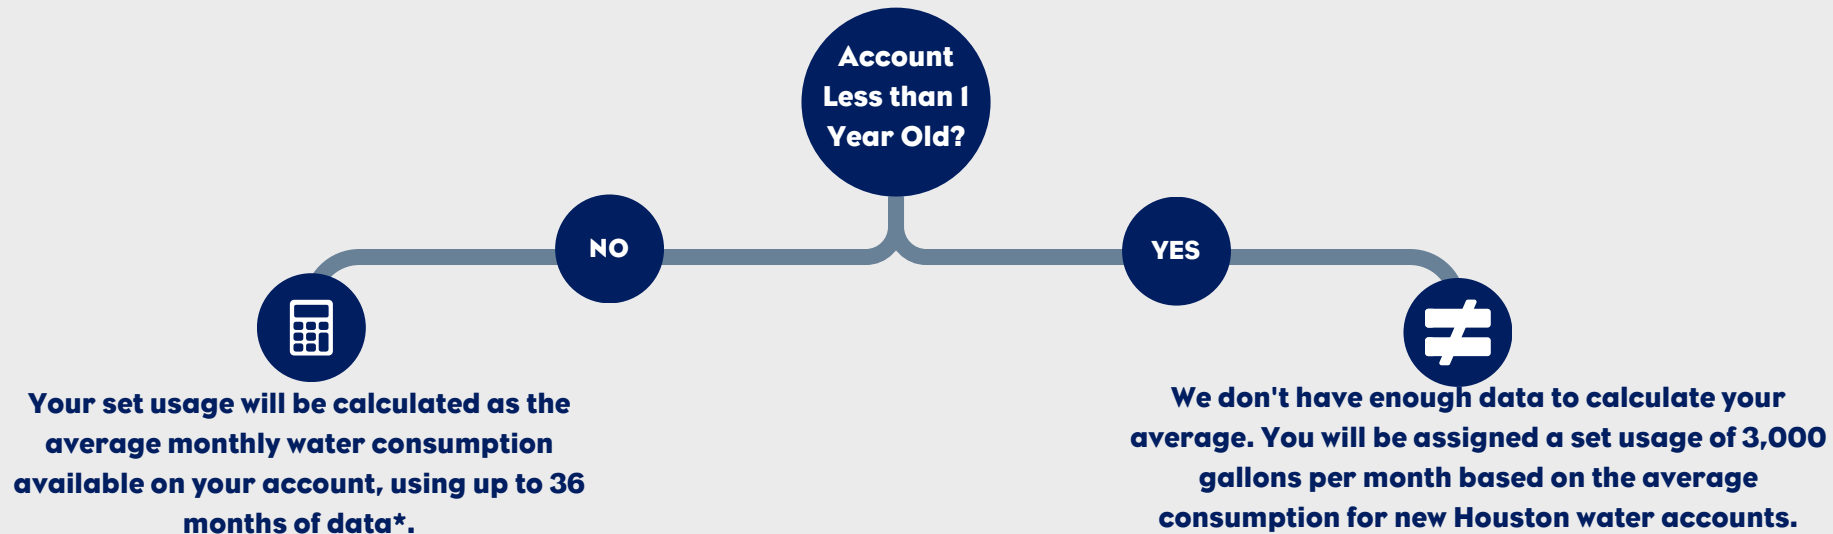 Account
Less than 1
Year Old?
NO
YES
Your set usage will be calculated as the
average monthly water consumption
available on your account, using up to 36
months of data*.
We don't have enough data to calculate your
average. You will be assigned a set usage of 3,000
gallons per month based on the average
consumption for new Houston water accounts.